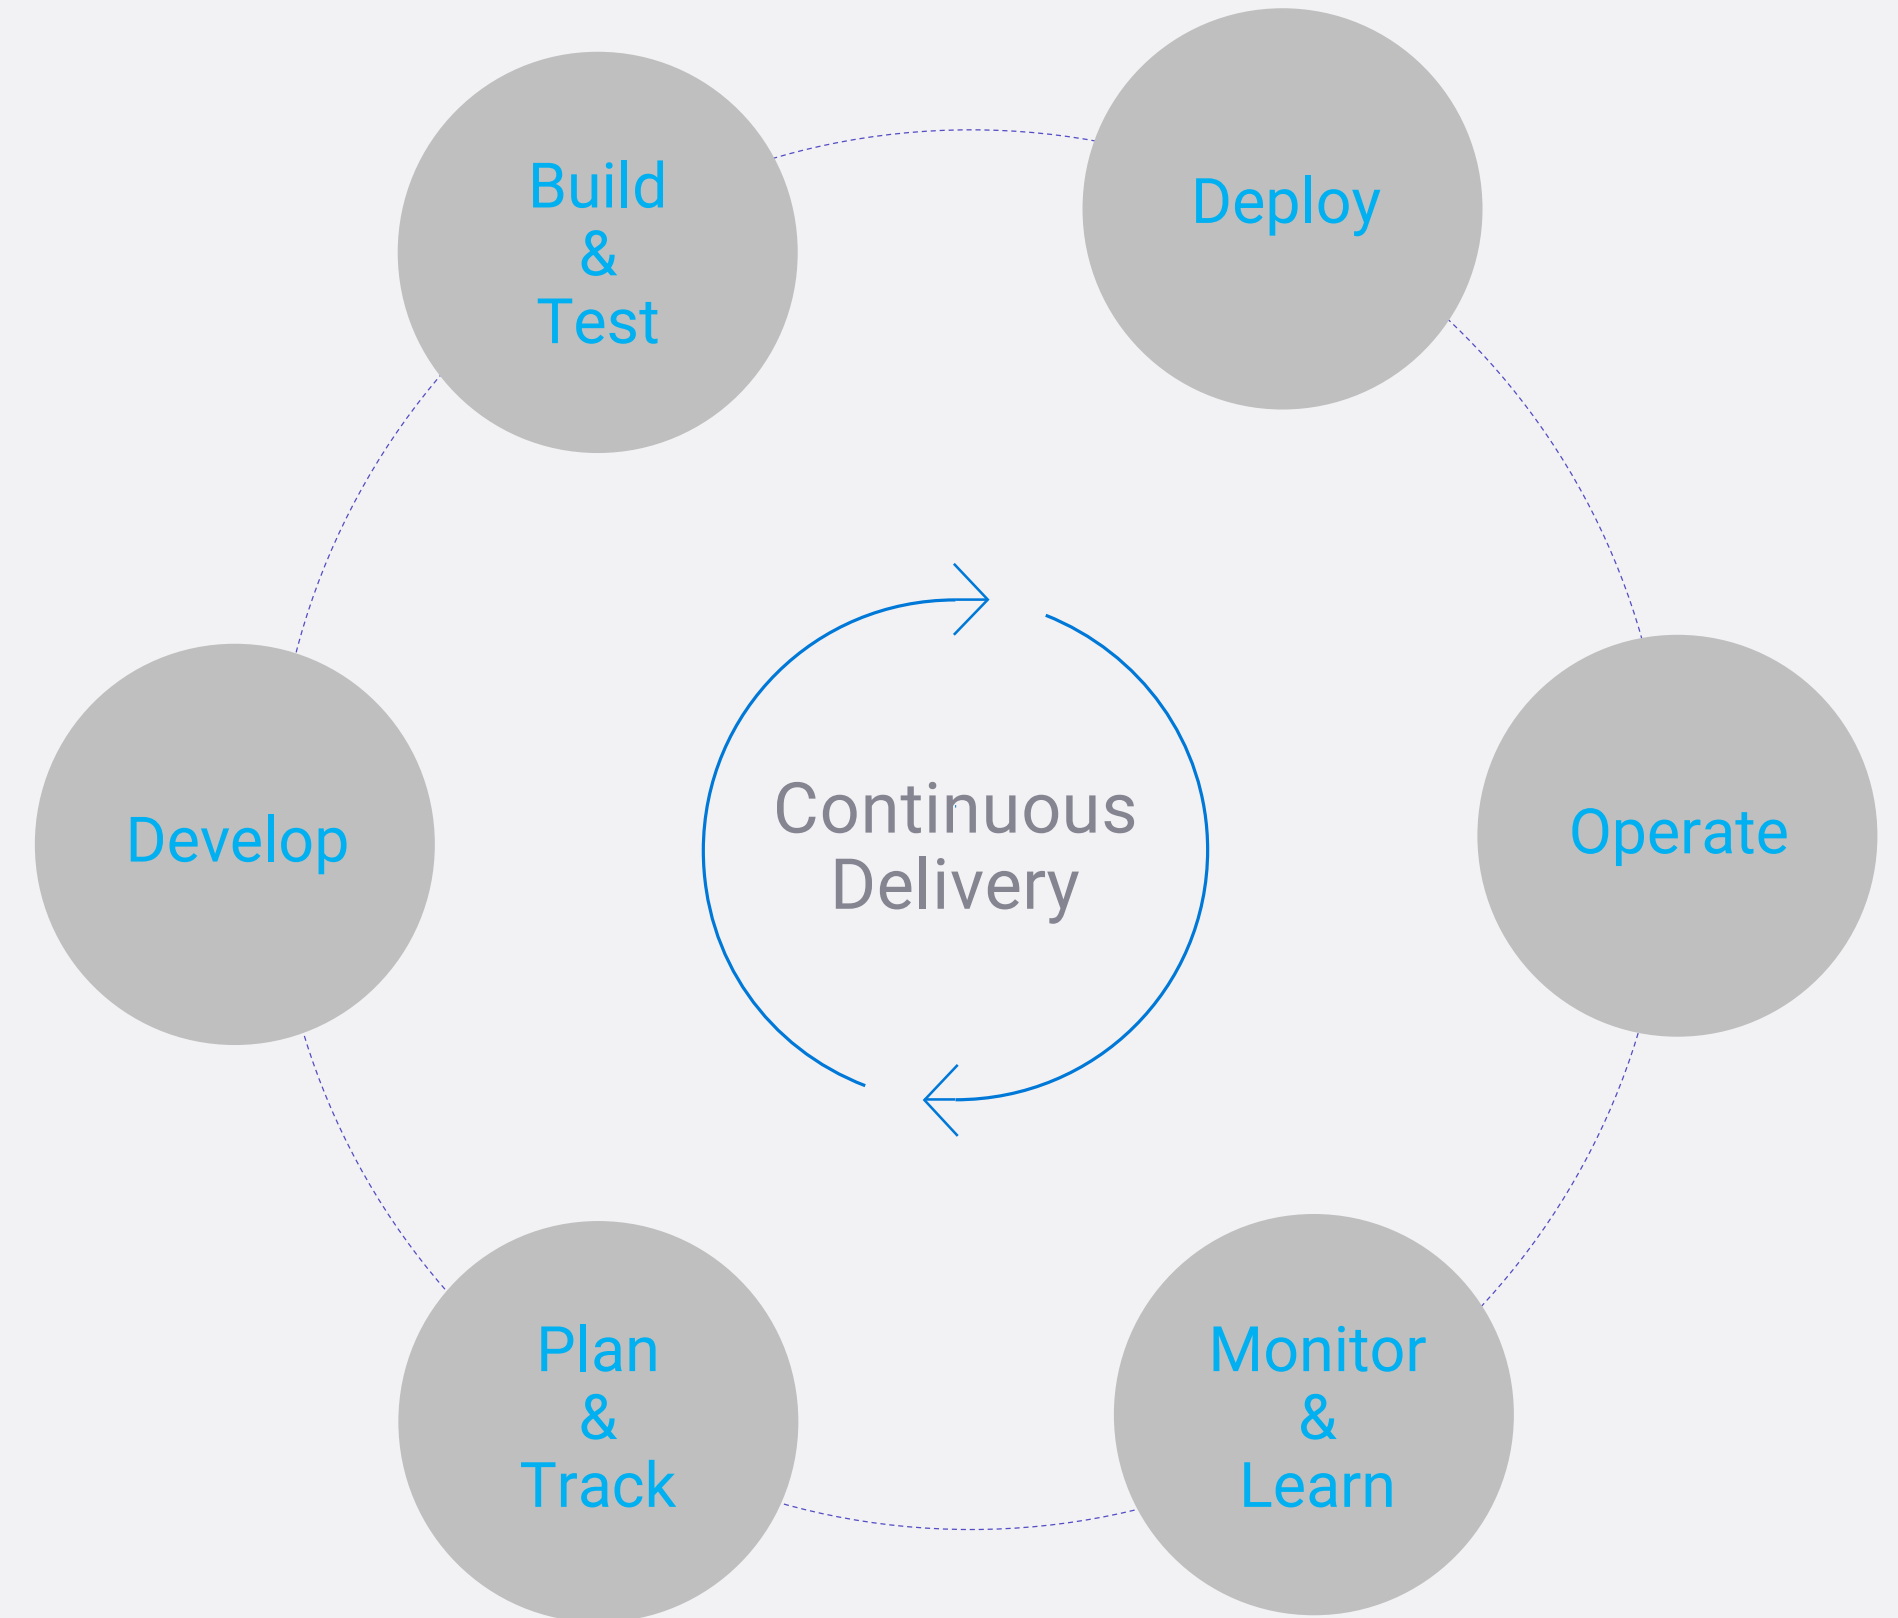 Build
&
Test
Deploy
Develop
Continuous
Delivery
Operate
Plan
&
Track
Monitor
&
Learn